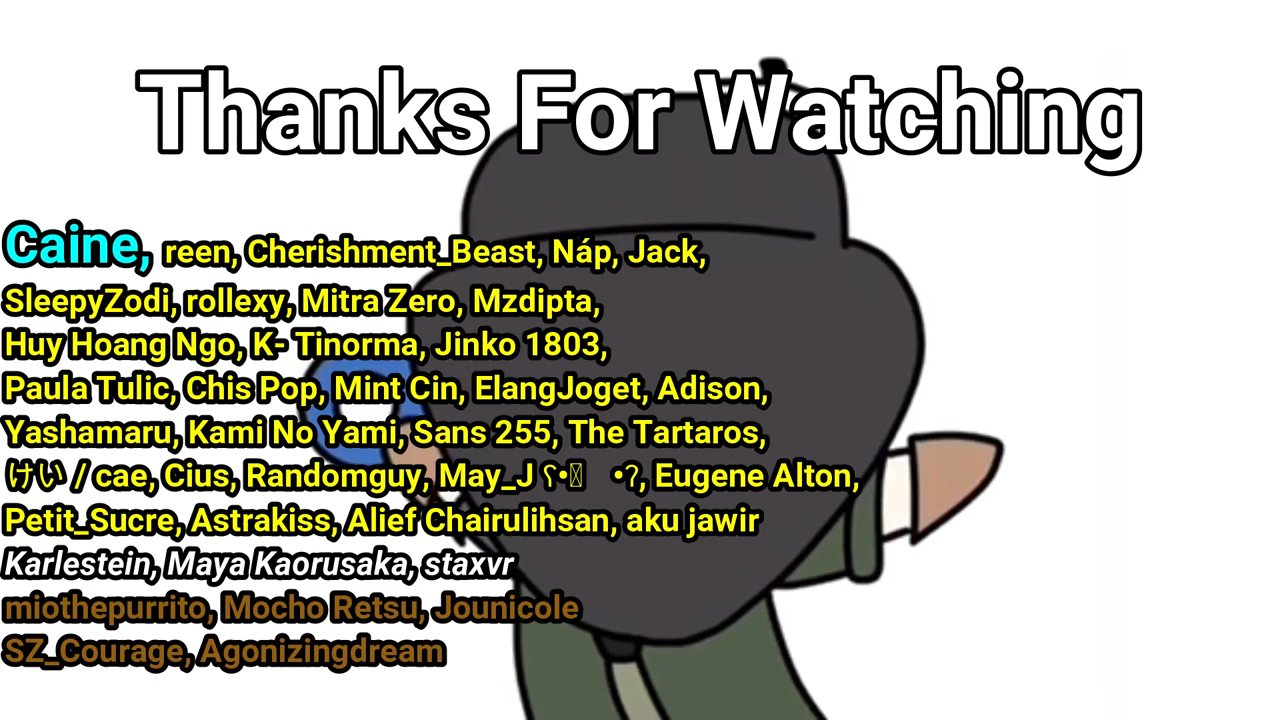 Thanks For Watching
Caine, reen, Cherishment_Beast, Náp, Jack,
SleepyZodi, rollexy, Mitra Zero, Mzdipta,
Huy Hoang Ngo, K- Tinorma, Jinko 1803,
Paula Tulic, Chis Pop, Mint Cin, ElangJoget, Adison,
Yashamaru, Kami No Yami, Sans 255, The Tartaros,
けい / cae, Cius, Randomguy, May_J ʕ•  •ʔ, Eugene Alton,
Petit_Sucre, Astrakiss, Alief Chairulihsan, aku jawir
Karlestein, Maya Kaorusaka, staxvr
miothepurrito, Mocho Retsu, Jounicole
SZ_Courage, Agonizingdream